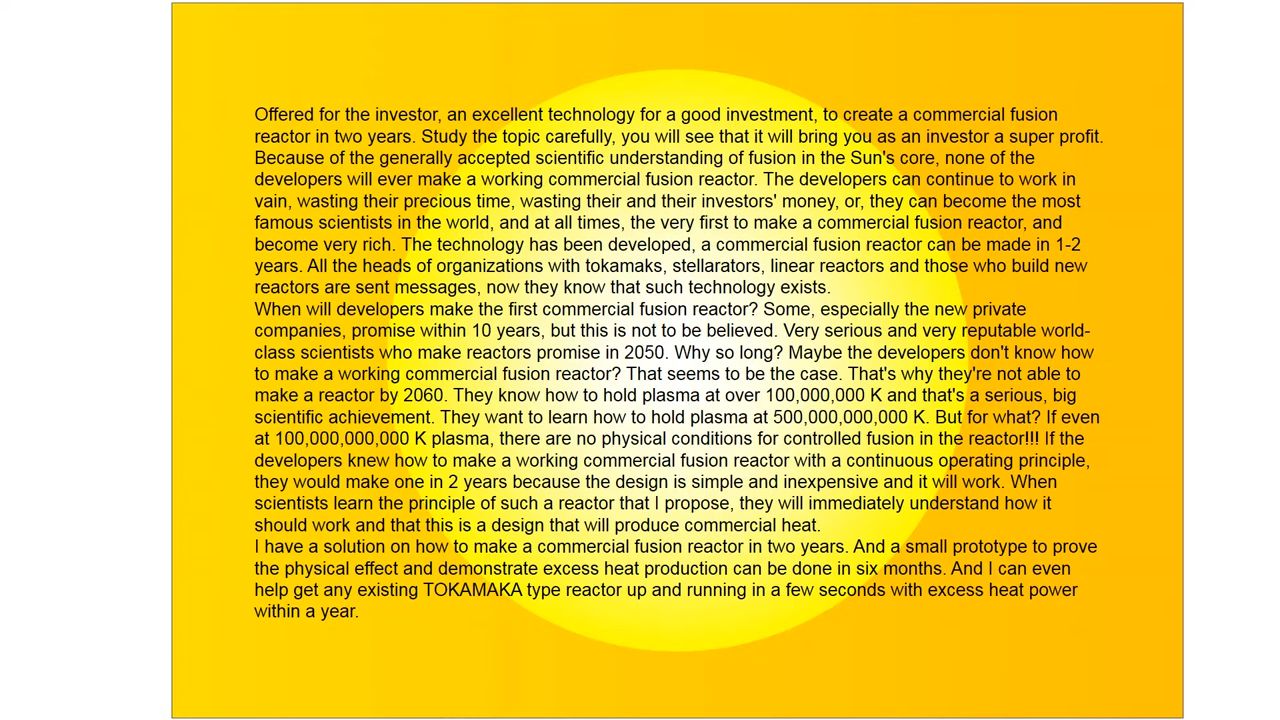 Offered for the investor, an excellent technology for a good investment, to create a commercial fusion
reactor in two years. Study the topic carefully, you will see that it will bring you as an investor a super profit.
Because of the generally accepted scientific understanding of fusion in the Sun's core, none of the
developers will ever make a working commercial fusion reactor. The developers can continue to work in
vain, wasting their precious time, wasting their and their investors' money, or, they can become the most
famous scientists in the world, and at all times, the very first to make a commercial fusion reactor, and
become very rich. The technology has been developed, a commercial fusion reactor can be made in 1-2
years. All the heads of organizations with tokamaks, stellarators, linear reactors and those who build new
reactors are sent messages, now they know that such technology exists.
When will developers make the first commercial fusion reactor? Some, especially the new private
companies, promise within 10 years, but this is not to be believed. Very serious and very reputable world-
class scientists who make reactors promise in 2050. Why so long? Maybe the developers don't know how
to make a working commercial fusion reactor? That seems to be the case. That's why they're not able to
make a reactor by 2060. They know how to hold plasma at over 100,000,000 K and that's a serious, big
scientific achievement. They want to learn how to hold plasma at 500,000,000,000 K. But for what? If even
at 100,000,000,000 K plasma, there are no physical conditions for controlled fusion in the reactor!!! If the
developers knew how to make a working commercial fusion reactor with a continuous operating principle,
they would make one in 2 years because the design is simple and inexpensive and it will work. When
scientists learn the principle of such a reactor that I propose, they will immediately understand how it
should work and that this is a design that will produce commercial heat.
I have a solution on how to make a commercial fusion reactor in two years. And a small prototype to prove
the physical effect and demonstrate excess heat production can be done in six months. And I can even
help get any existing TOKAMAKA type reactor up and running in a few seconds with excess heat power
within a year.